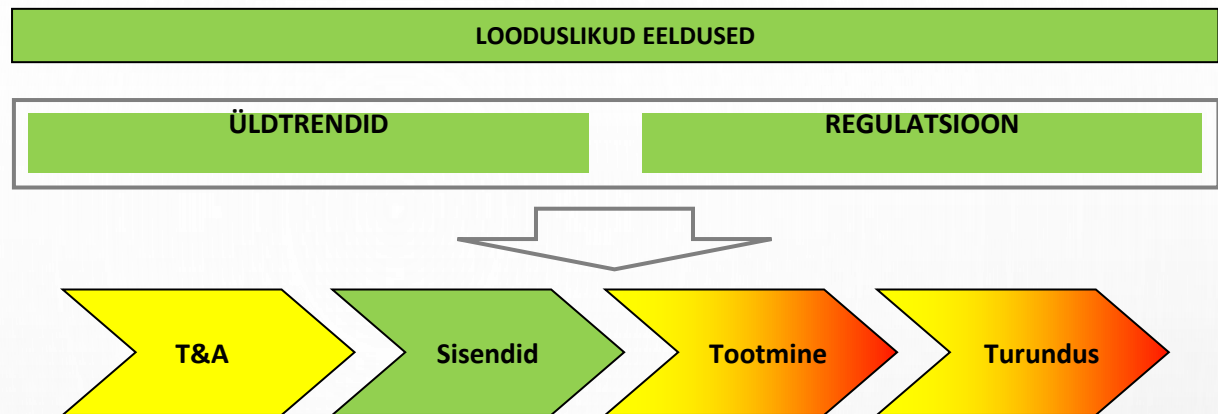 LOODUSLIKUD EELDUSED
ÜLDTRENDID
REGULATSIOON
T&A
Sisendid
Tootmine
Turundus